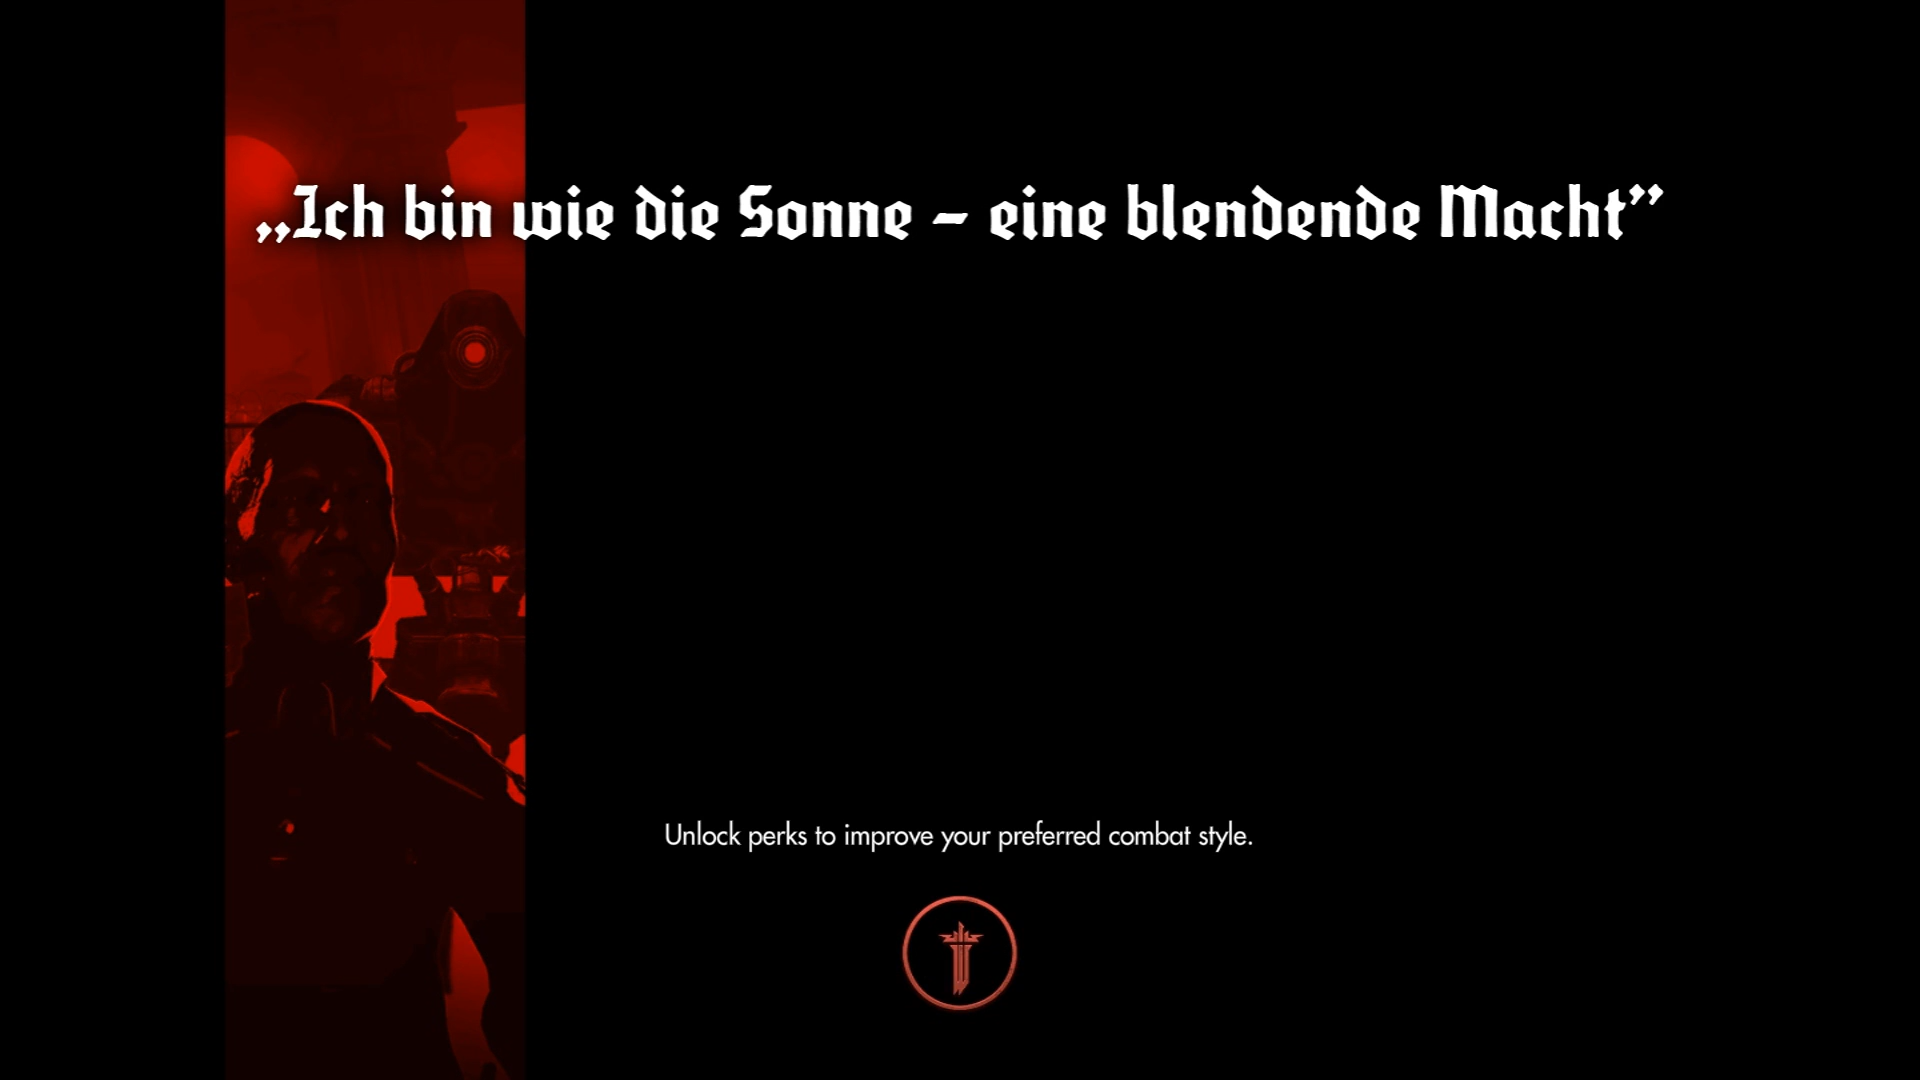 „Ich bin wie die Sonne – eine blendende Macht”
Unlock perks to improve your preferred combat style.